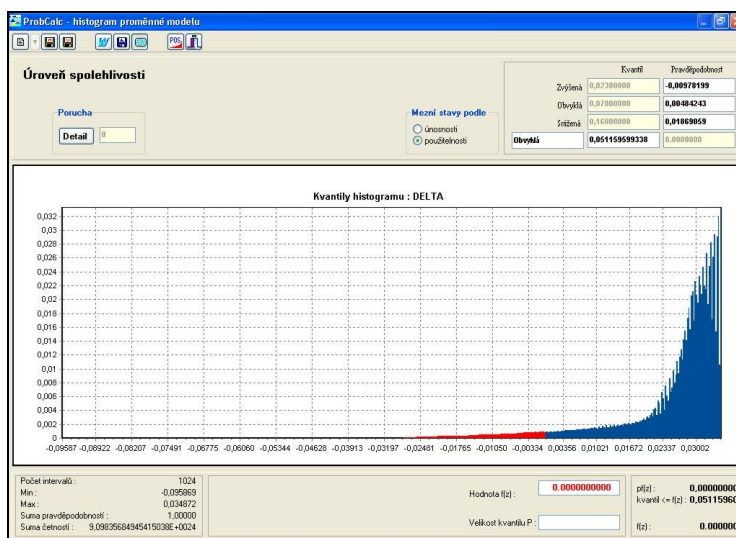 ProbCalc - histogram proměnné modelu
POS
Úroveň spolehlivosti
Porucha
Detail 0
Mezní stavy podle
únosnosti
použitelnosti
Kvantil Pravděpodobnost
Zvýšená 0,02300000 -0,00978199
Obvyklá 0,07000000 0,00484243
Snížená 0,16000000 0,01869059
Obvyklá 0,051159599338 0.0000000
Kvantily histogramu : DELTA
0,032
0,03
0,028
0,026
0,024
0,022
0,02
0,018
0,016
0,014
0,012
0,01
0,008
0,006
0,004
0,002
0
-0,09587 -0,08922 -0,08207 -0,07491 -0,06775 -0,06060 -0,05344 -0,04628 -0,03913 -0,03197 -0,02481 -0,01765 -0,01050 -0,00334 0,00356 0,01021 0,01672 0,02337 0,03002
Počet intervalů : 1024
Min : -0,095869
Max : 0,034872
Suma pravděpodobností : 1,00000
Suma četností : 9,09835684945415038E+0024
Hodnota f(z) : 0.0000000000
Velikost kvantilu P :
pf(z) : 0,00000000
kvantil <= f(z) : 0,05115960
f(z) : 0.000000